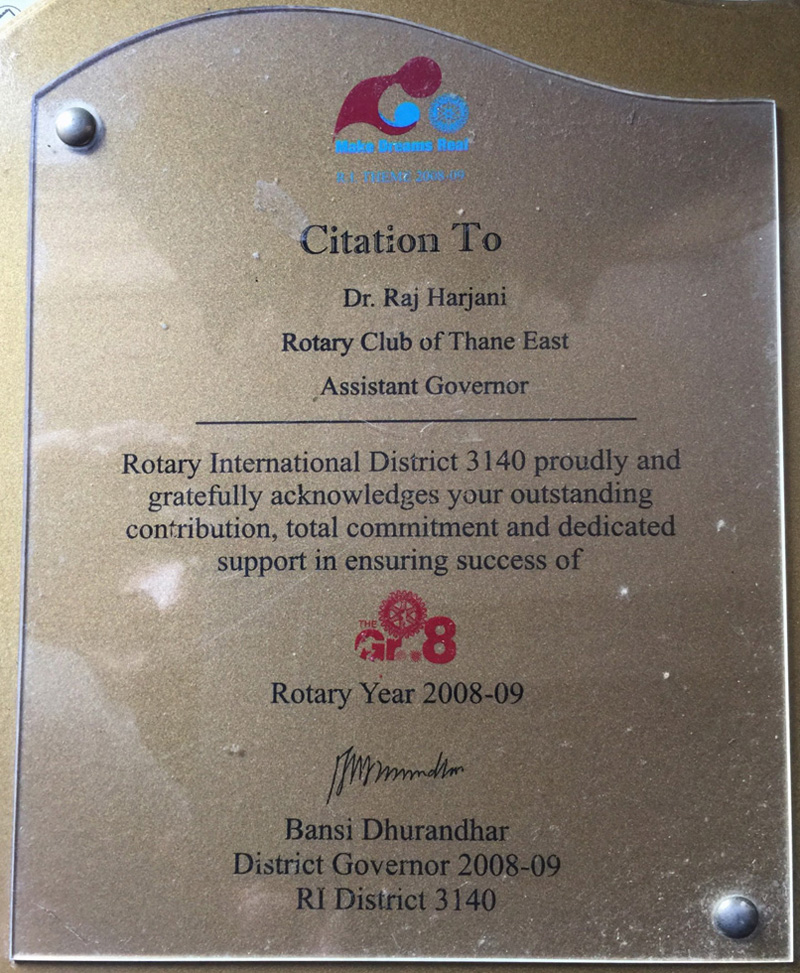 Make Dreams Real
R.I. THEME 2008-09
Citation To
Dr. Raj Harjani
Rotary Club of Thane East
Assistant Governor
Rotary International District 3140 proudly and
gratefully acknowledges your outstanding
contribution, total commitment and dedicated
support in ensuring success of
THE
Gr..8
Rotary Year 2008-09
Bansi Dhurandhar
District Governor 2008-09
RI District 3140